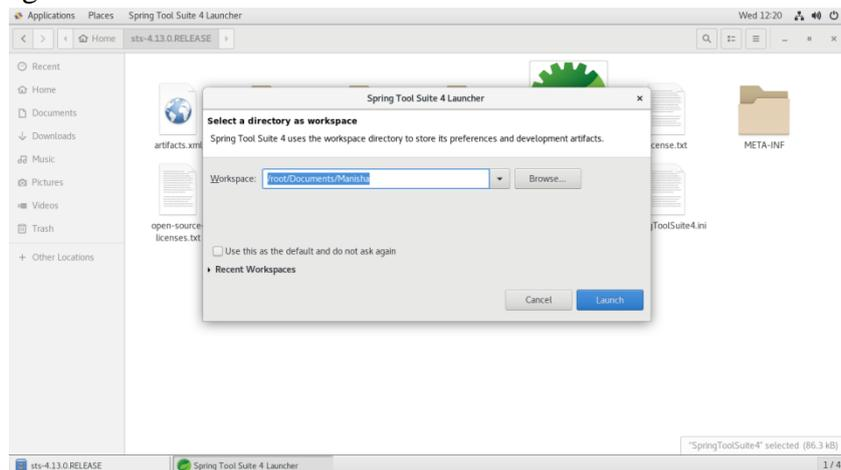 Applications Places Spring Tool Suite 4 Launcher Wed 12:20
Home sts-4.13.0.RELEASE
Recent
Home
Documents
Downloads
Music
Pictures
Videos
Trash
+ Other Locations
Spring Tool Suite 4 Launcher ×
Select a directory as workspace
Spring Tool Suite 4 uses the workspace directory to store its preferences and development artifacts.
Workspace: /root/Documents/Manisha Browse...
Use this as the default and do not ask again
Recent Workspaces
Cancel Launch
artifacts.xml cense.txt META-INF
open-source- gToolSuite4.ini
licenses.txt
"SpringToolSuite4" selected (86.3 kB)
sts-4.13.0.RELEASE Spring Tool Suite 4 Launcher 1 / 4